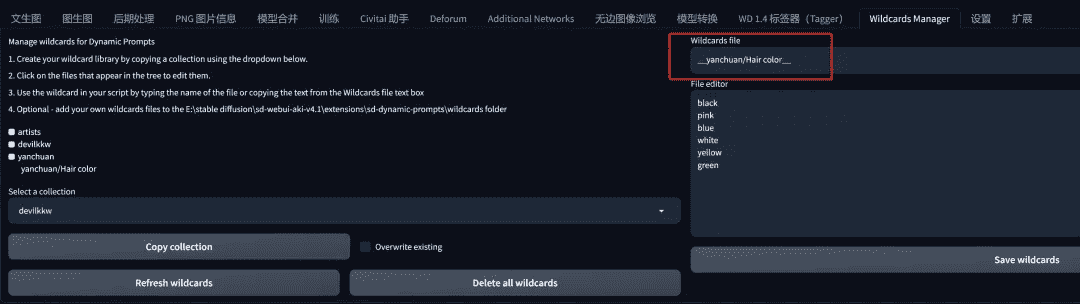 文生图 图生图 后期处理 PNG 图片信息 模型合并 训练 Civitai 助手 Deforum Additional Networks 无边图像浏览 模型转换 WD 1.4 标签器（Tagger） Wildcards Manager 设置 扩展
Manage wildcards for Dynamic Prompts
1. Create your wildcard library by copying a collection using the dropdown below.
2. Click on the files that appear in the tree to edit them.
3. Use the wildcard in your script by typing the name of the file or copying the text from the Wildcards file text box
4. Optional - add your own wildcards files to the E:\stable diffusion\sd-webui-aki-v4.1\extensions\sd-dynamic-prompts\wildcards folder
artists
devilkkw
yanchuan
yanchuan/Hair color
Select a collection
devilkkw
Copy collection
Overwrite existing
Refresh wildcards
Delete all wildcards
Wildcards file
__yanchuan/Hair color__
File editor
black
pink
blue
white
yellow
green
Save wildcards